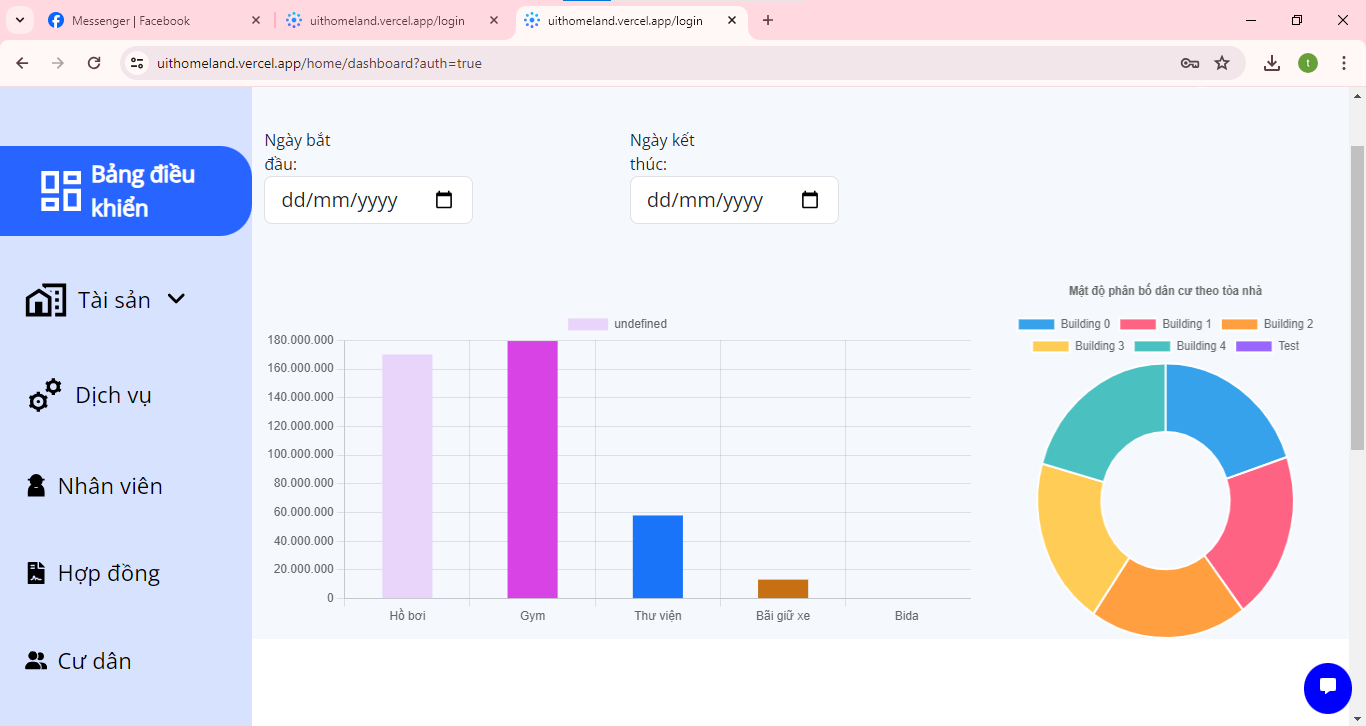 Messenger | Facebook
uithomeland.vercel.app/login
uithomeland.vercel.app/login
uithomeland.vercel.app/home/dashboard?auth=true
t
Bảng điều
khiển
Tài sản
Dịch vụ
Nhân viên
Hợp đồng
Cư dân
Ngày bắt
đầu:
dd/mm/yyyy
Ngày kết
thúc:
dd/mm/yyyy
undefined
180.000.000
160.000.000
140.000.000
120.000.000
100.000.000
80.000.000
60.000.000
40.000.000
20.000.000
0
Hồ bơi
Gym
Thư viện
Bãi giữ xe
Bida
Mật độ phân bố dân cư theo tòa nhà
Building 0 Building 1 Building 2
Building 3 Building 4 Test